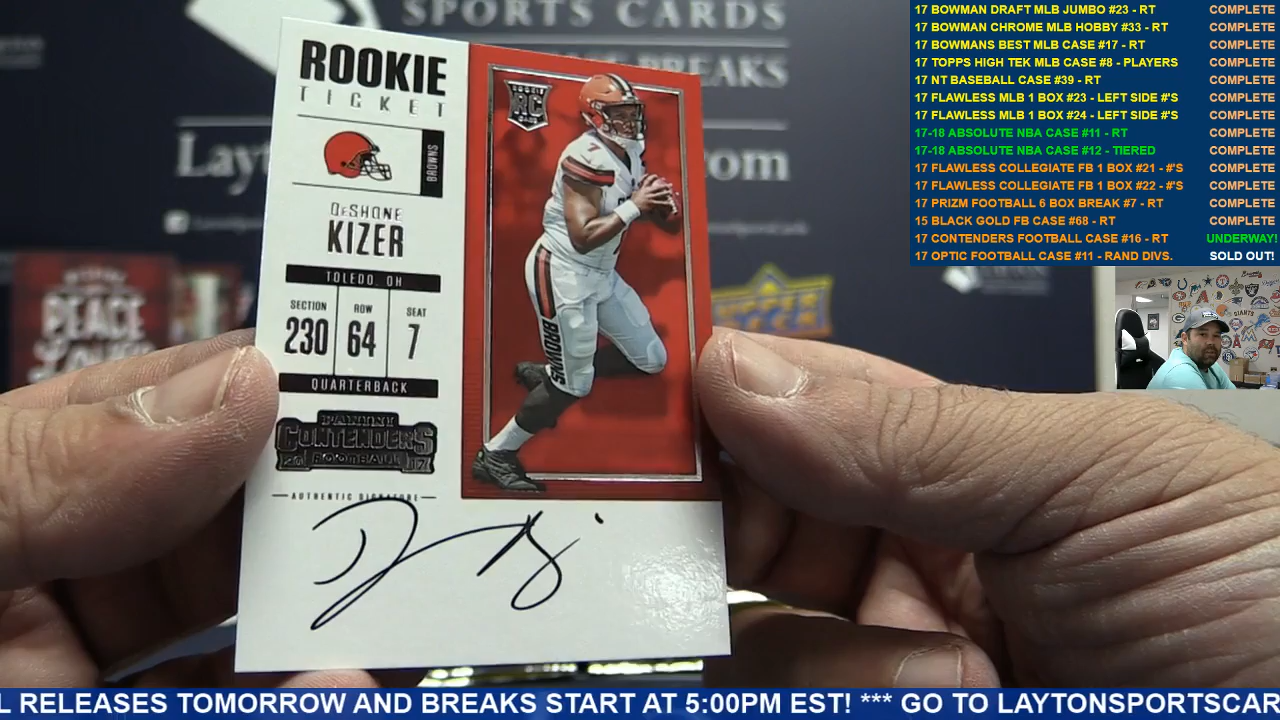 SPORTS CARDS
BREAKS
Layto
om
ROOKIE
TICKET
BROWNS
DeSHONE
KIZER
TOLEDO, OH
SECTION ROW SEAT
230 64 7
QUARTERBACK
PANINI
CONTENDERS
FOOTBALL
20 17
AUTHENTIC SIGNATURE
RC
7
BROWNS
PEACE
17 BOWMAN DRAFT MLB JUMBO #23 - RT COMPLETE
17 BOWMAN CHROME MLB HOBBY #33 - RT COMPLETE
17 BOWMANS BEST MLB CASE #17 - RT COMPLETE
17 TOPPS HIGH TEK MLB CASE #8 - PLAYERS COMPLETE
17 NT BASEBALL CASE #39 - RT COMPLETE
17 FLAWLESS MLB 1 BOX #23 - LEFT SIDE #'S COMPLETE
17 FLAWLESS MLB 1 BOX #24 - LEFT SIDE #'S COMPLETE
17-18 ABSOLUTE NBA CASE #11 - RT COMPLETE
17-18 ABSOLUTE NBA CASE #12 - TIERED COMPLETE
17 FLAWLESS COLLEGIATE FB 1 BOX #21 - #'S COMPLETE
17 FLAWLESS COLLEGIATE FB 1 BOX #22 - #'S COMPLETE
17 PRIZM FOOTBALL 6 BOX BREAK #7 - RT COMPLETE
15 BLACK GOLD FB CASE #68 - RT COMPLETE
17 CONTENDERS FOOTBALL CASE #16 - RT UNDERWAY!
17 OPTIC FOOTBALL CASE #11 - RAND DIVS. SOLD OUT!
L RELEASES TOMORROW AND BREAKS START AT 5:00PM EST! *** GO TO LAYTONSPORTSCAR